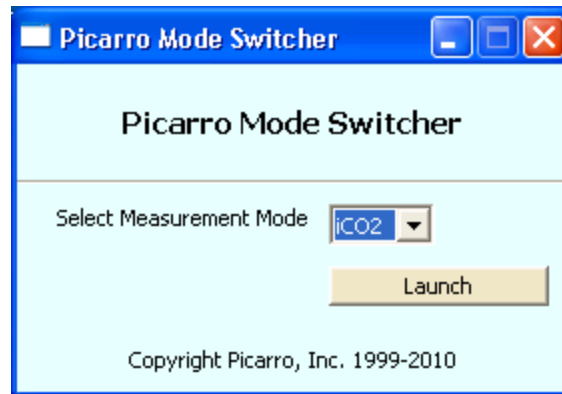 Picarro Mode Switcher
Picarro Mode Switcher
Select Measurement Mode iCO2
Launch
Copyright Picarro, Inc. 1999-2010